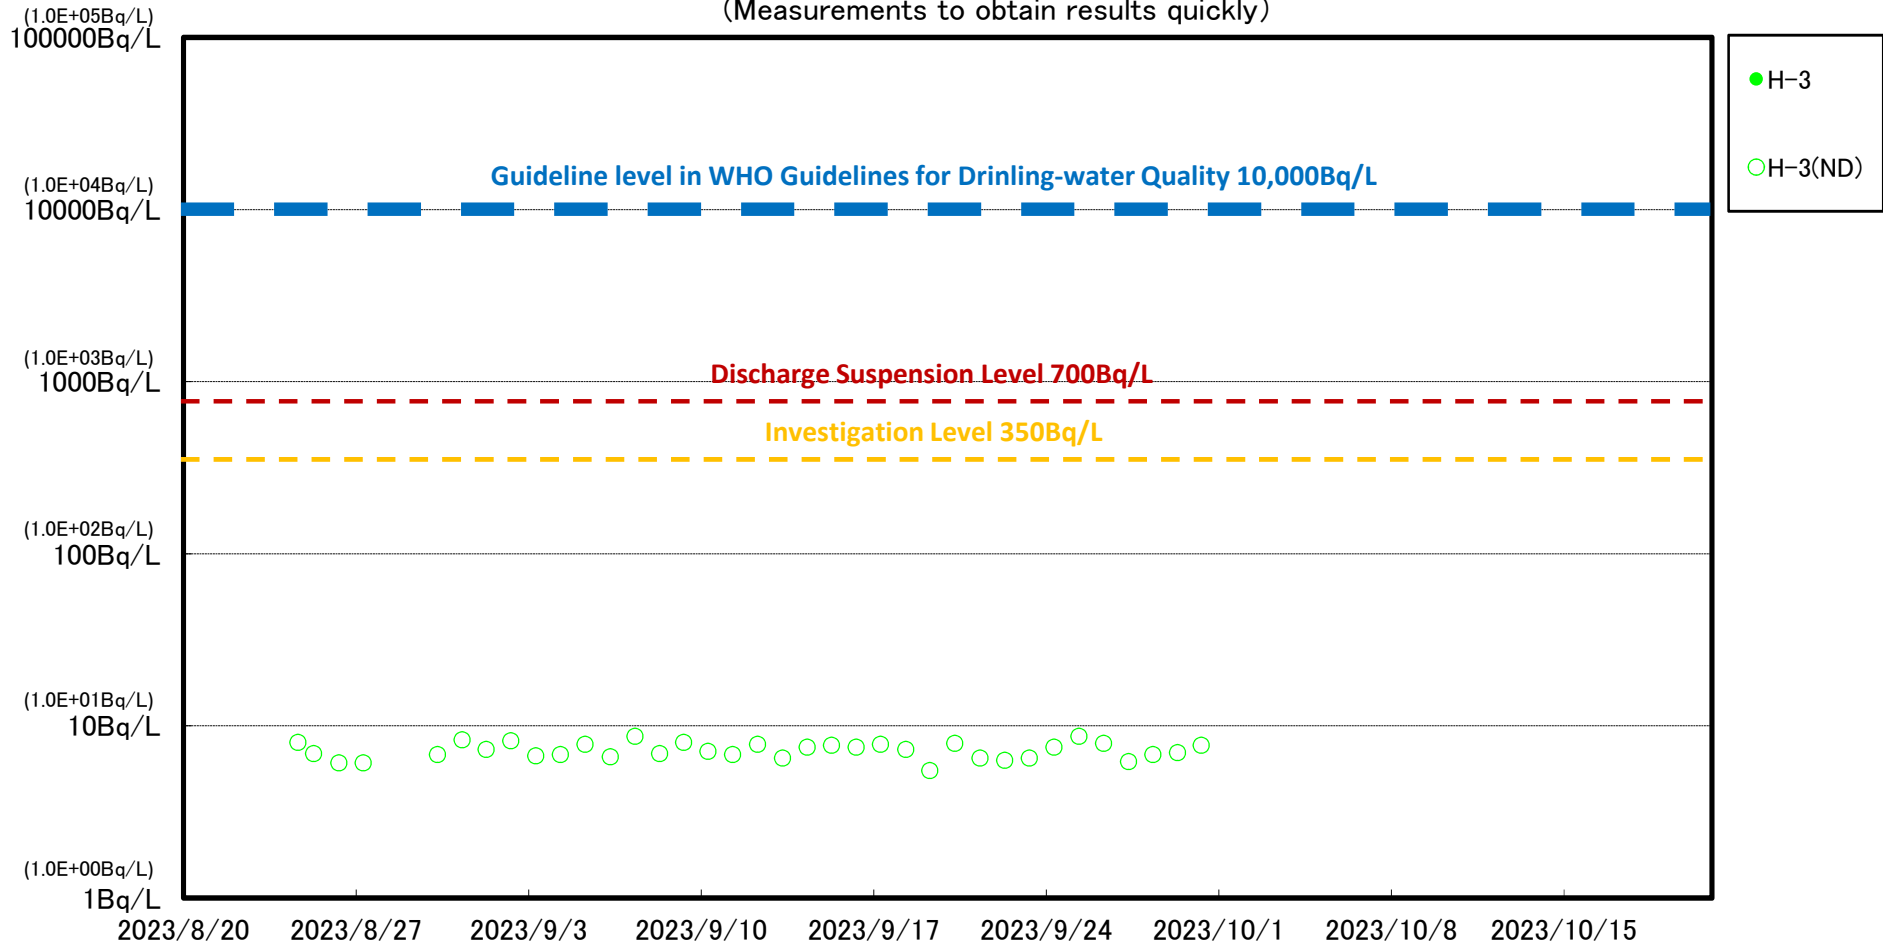 (Measurements to obtain results quickly)
(1.0E+05Bq/L)
100000Bq/L
H-3
H-3(ND)
Guideline level in WHO Guidelines for Drinling-water Quality 10,000Bq/L
(1.0E+04Bq/L)
10000Bq/L
(1.0E+03Bq/L)
1000Bq/L
Discharge Suspension Level 700Bq/L
Investigation Level 350Bq/L
(1.0E+02Bq/L)
100Bq/L
(1.0E+01Bq/L)
10Bq/L
(1.0E+00Bq/L)
1Bq/L
2023/8/20 2023/8/27 2023/9/3 2023/9/10 2023/9/17 2023/9/24 2023/10/1 2023/10/8 2023/10/15